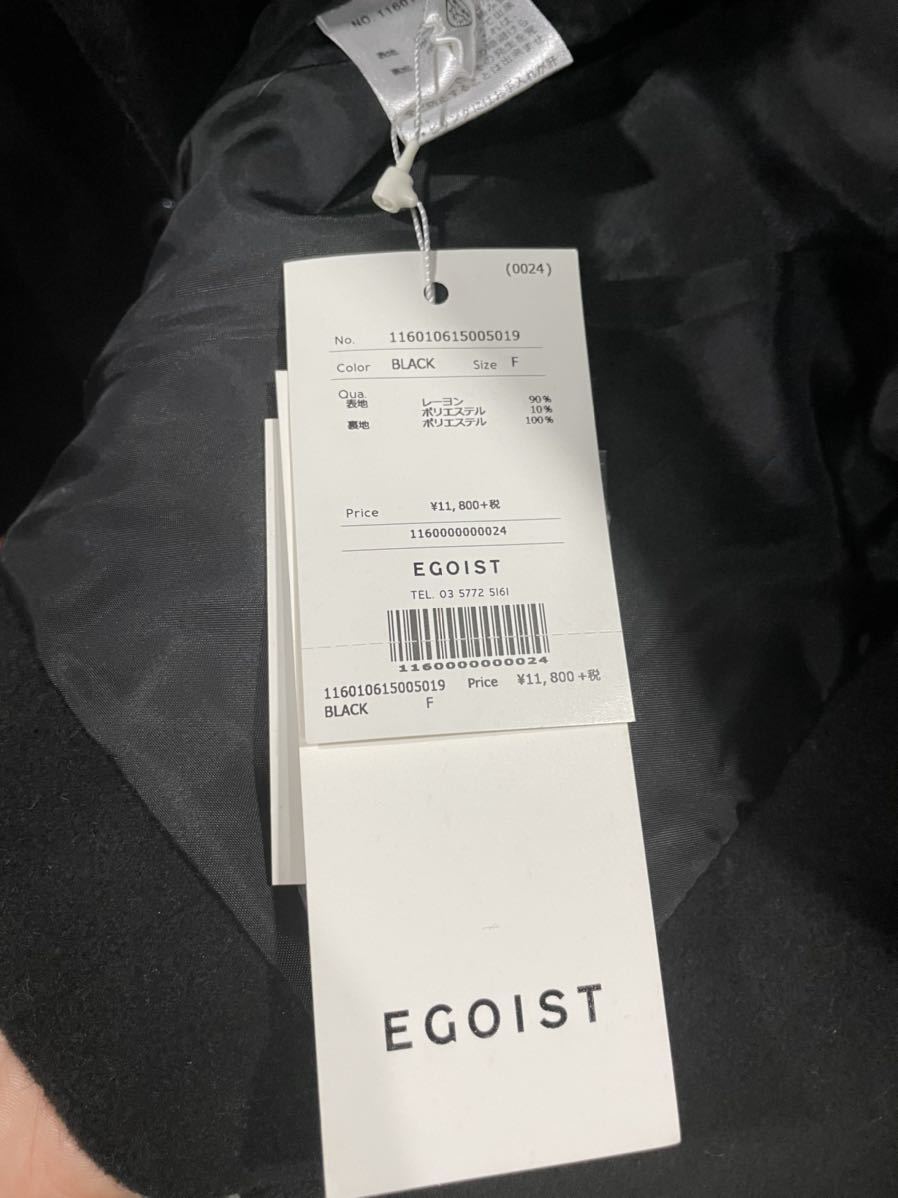 (0024)
No. 116010615005019
Color BLACK Size F
Qua.
表地 レーヨン 90%
ポリエステル 10%
裏地 ポリエステル 100%
Price ¥11,800+税
1160000000024
EGOIST
TEL. 03 5772 5161
1160000000024
116010615005019 Price ¥11,800+税
BLACK F
EGOIST